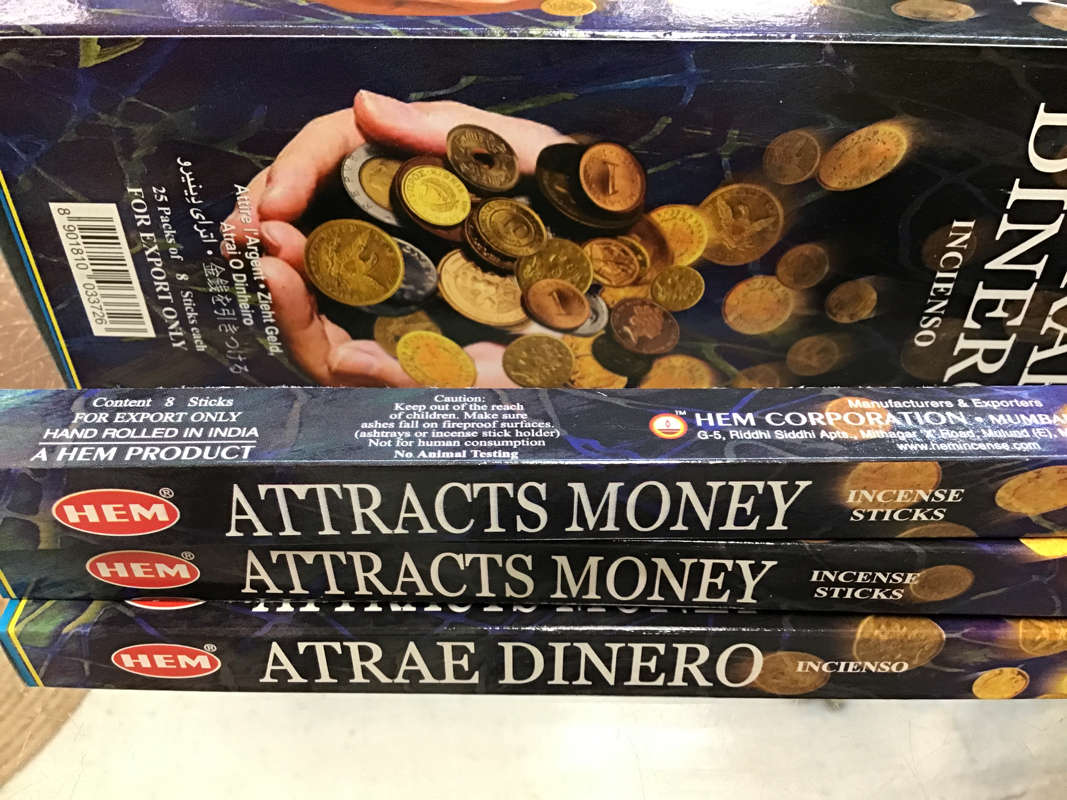 DINERO
INCIENSO
Attire l'Argent • Zieht Geld,
Atrai O Dinheiro
金銭を引きつける
اترای دینیرو
25 Packs of 8 Sticks each
FOR EXPORT ONLY
8 901810 033726
Content 8 Sticks
FOR EXPORT ONLY
HAND ROLLED IN INDIA
A HEM PRODUCT
Caution:
Keep out of the reach
of children. Make sure
ashes fall on fireproof surfaces.
(ashtrays or incense stick holder)
Not for human consumption
No Animal Testing
Manufacturers & Exporters
™ HEM CORPORATION • MUMBAI
G-5, Riddhi Siddhi Apts., Mithagar 'X' Road, Mulund (E),
www.hemincense.com
HEM® ATTRACTS MONEY INCENSE STICKS
HEM® ATTRACTS MONEY INCENSE STICKS
ATTRACTS MONEY
HEM® ATRAE DINERO INCIENSO